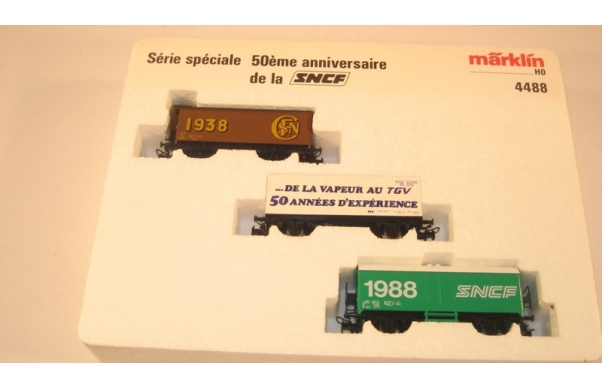 Série spéciale 50ème anniversaire
de la SNCF
märklin
HO
4488
1938
SNCF
...DE LA VAPEUR AU TGV
50 ANNÉES D'EXPÉRIENCE
1988 SNCF